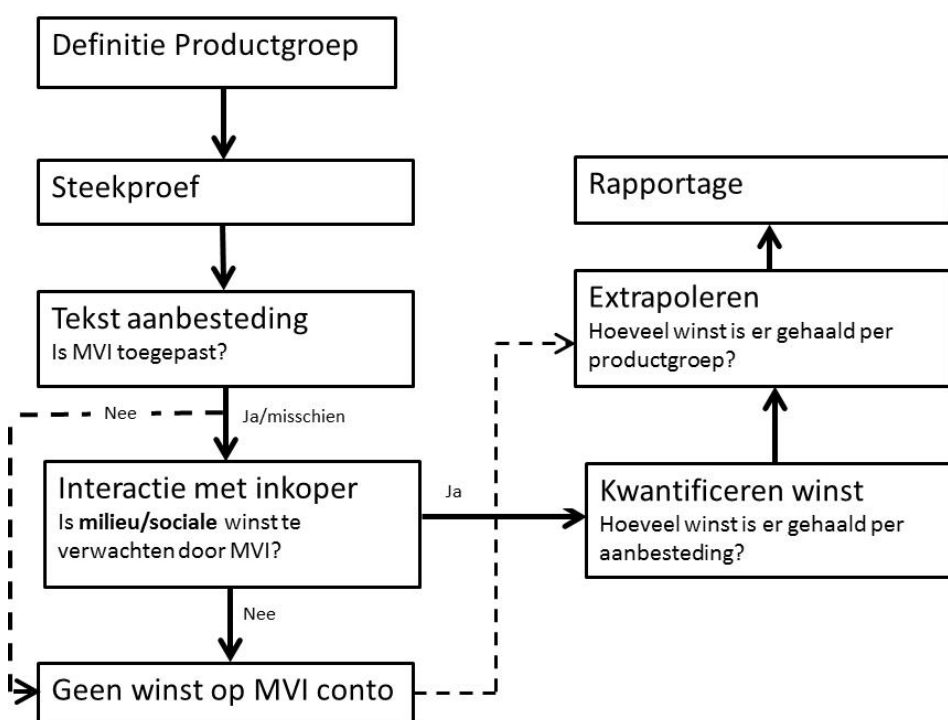 Definitie Productgroep
Steekproef
Tekst aanbesteding
Is MVI toegepast?
Nee
Ja/misschien
Interactie met inkoper
Is milieu/sociale winst te
verwachten door MVI?
Ja
Nee
Geen winst op MVI conto
Rapportage
Extrapoleren
Hoeveel winst is er gehaald per
productgroep?
Kwantificeren winst
Hoeveel winst is er gehaald per
aanbesteding?